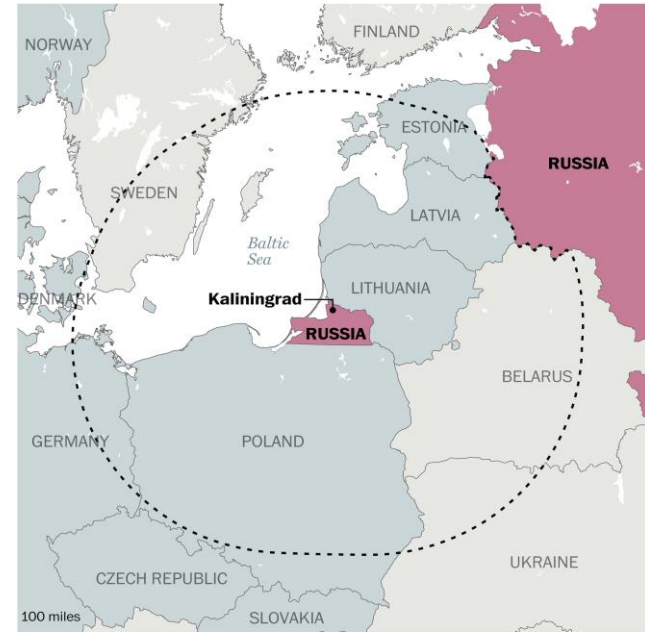 FINLAND
NORWAY
ESTONIA
RUSSIA
SWEDEN
LATVIA
Baltic
Sea
LITHUANIA
DENMARK
Kaliningrad
RUSSIA
BELARUS
GERMANY
POLAND
UKRAINE
CZECH REPUBLIC
100 miles
SLOVAKIA